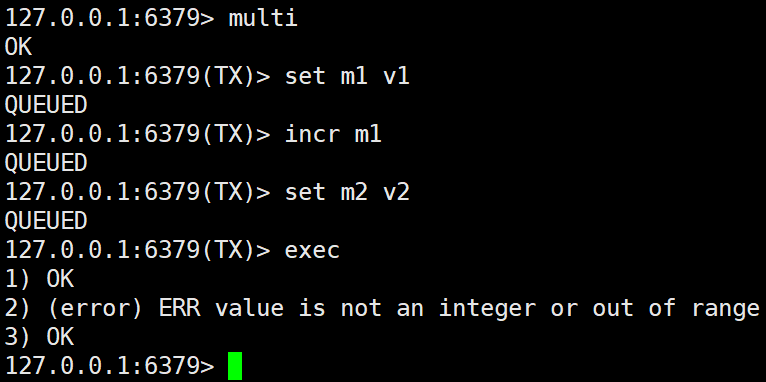 127.0.0.1:6379> multi
OK
127.0.0.1:6379(TX)> set m1 v1
QUEUED
127.0.0.1:6379(TX)> incr m1
QUEUED
127.0.0.1:6379(TX)> set m2 v2
QUEUED
127.0.0.1:6379(TX)> exec
1) OK
2) (error) ERR value is not an integer or out of range
3) OK
127.0.0.1:6379>